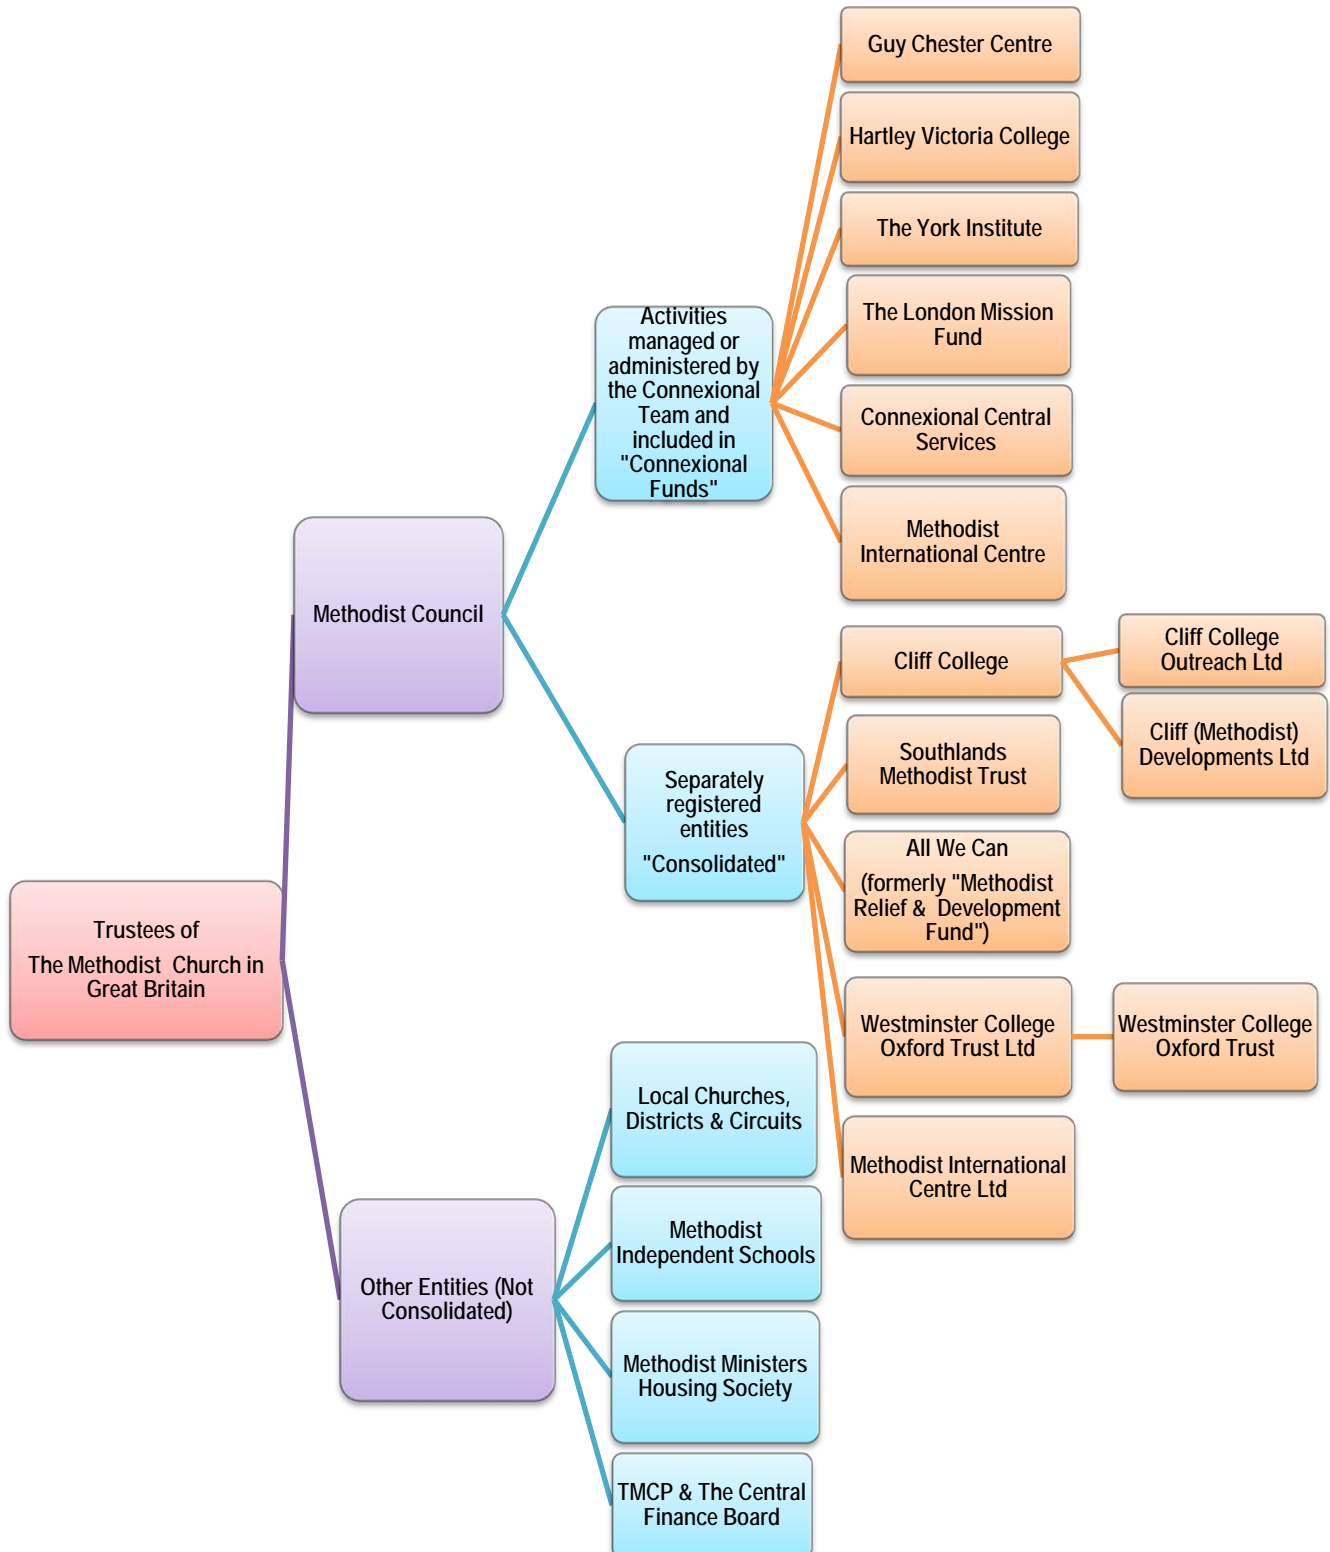 Guy Chester Centre
Hartley Victoria College
The York Institute
The London Mission
Fund
Connexional Central
Services
Methodist
International Centre
Activities
managed or
administered by
the Connexional
Team and
included in
"Connexional
Funds"
Methodist Council
Cliff College
Cliff College
Outreach Ltd
Cliff (Methodist)
Developments Ltd
Southlands
Methodist Trust
Separately
registered
entities
"Consolidated"
All We Can
(formerly "Methodist
Relief & Development
Fund")
Westminster College
Oxford Trust Ltd
Westminster College
Oxford Trust
Methodist International
Centre Ltd
Trustees of
The Methodist Church in
Great Britain
Local Churches,
Districts & Circuits
Methodist
Independent Schools
Other Entities (Not
Consolidated)
Methodist Ministers
Housing Society
TMCP & The Central
Finance Board